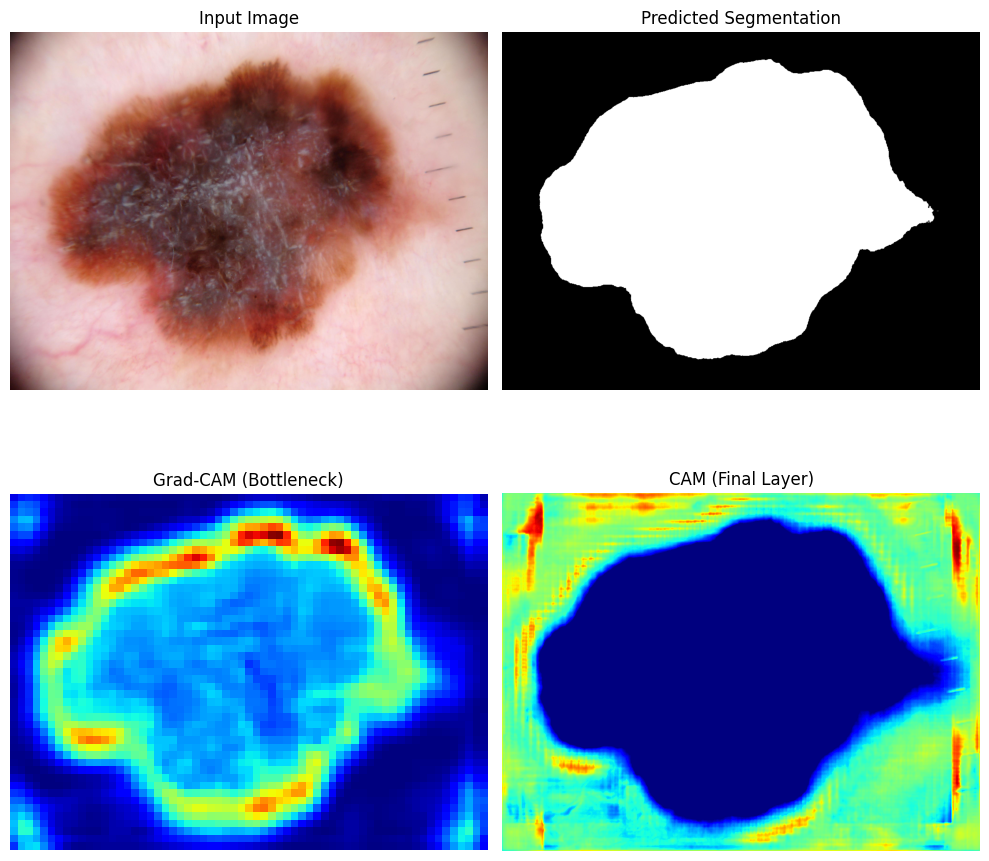 Input Image
Predicted Segmentation
Grad-CAM (Bottleneck)
CAM (Final Layer)